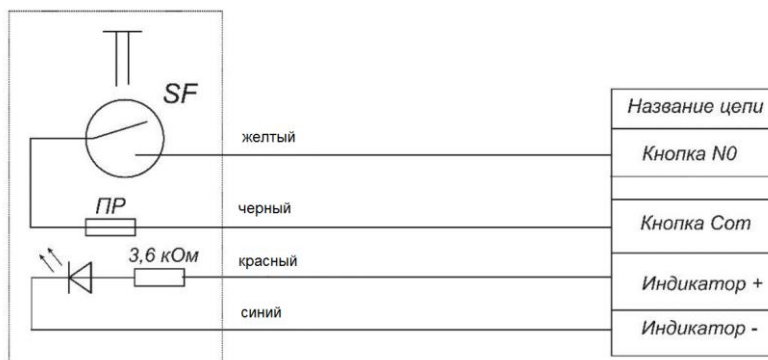 SF
желтый
Название цепи
Кнопка N0
ПР
черный
Кнопка Com
3,6 кОм
красный
Индикатор +
синий
Индикатор -